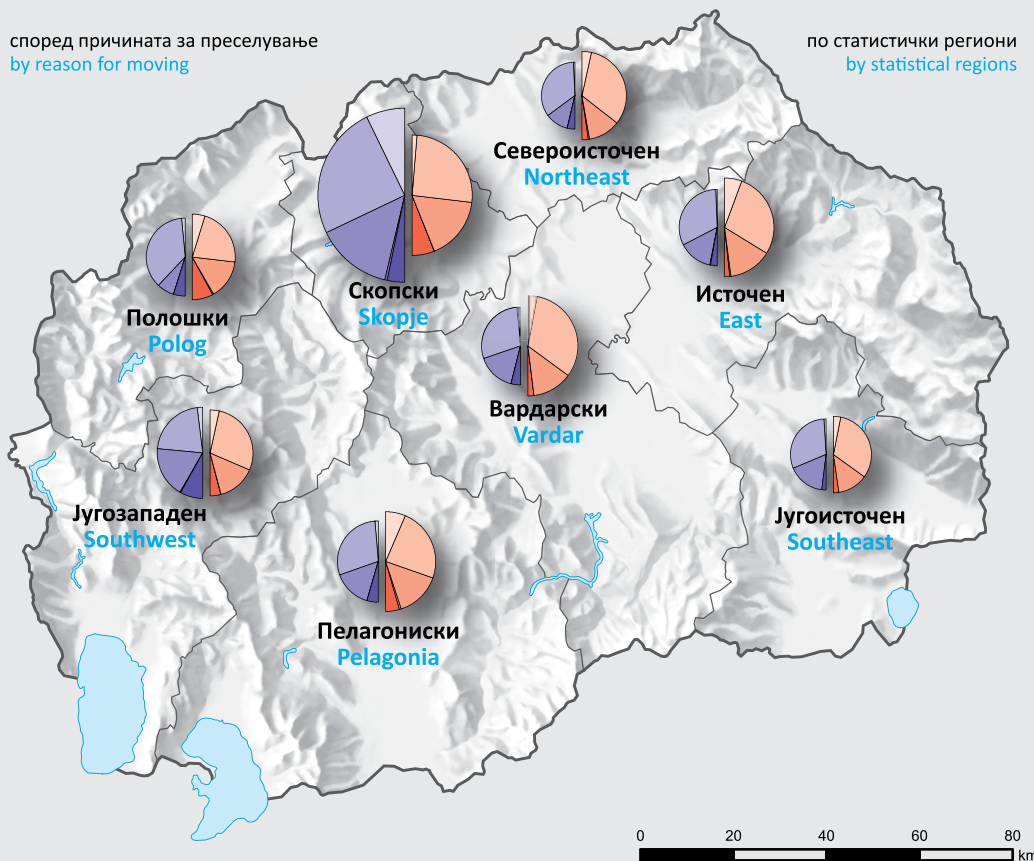 според причината за преселување
by reason for moving
по статистички региони
by statistical regions
Североисточен
Northeast
Скопски
Skopje
Источен
East
Полошки
Polog
Вардарски
Vardar
Југозападен
Southwest
Југоисточен
Southeast
Пелагониски
Pelagonia
0 20 40 60 80
km